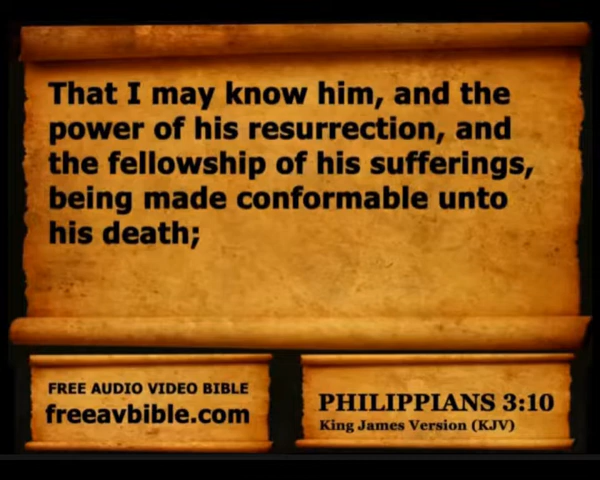 That I may know him, and the
power of his resurrection, and
the fellowship of his sufferings,
being made conformable unto
his death;
FREE AUDIO VIDEO BIBLE
freeavbible.com
PHILIPPIANS 3:10
King James Version (KJV)